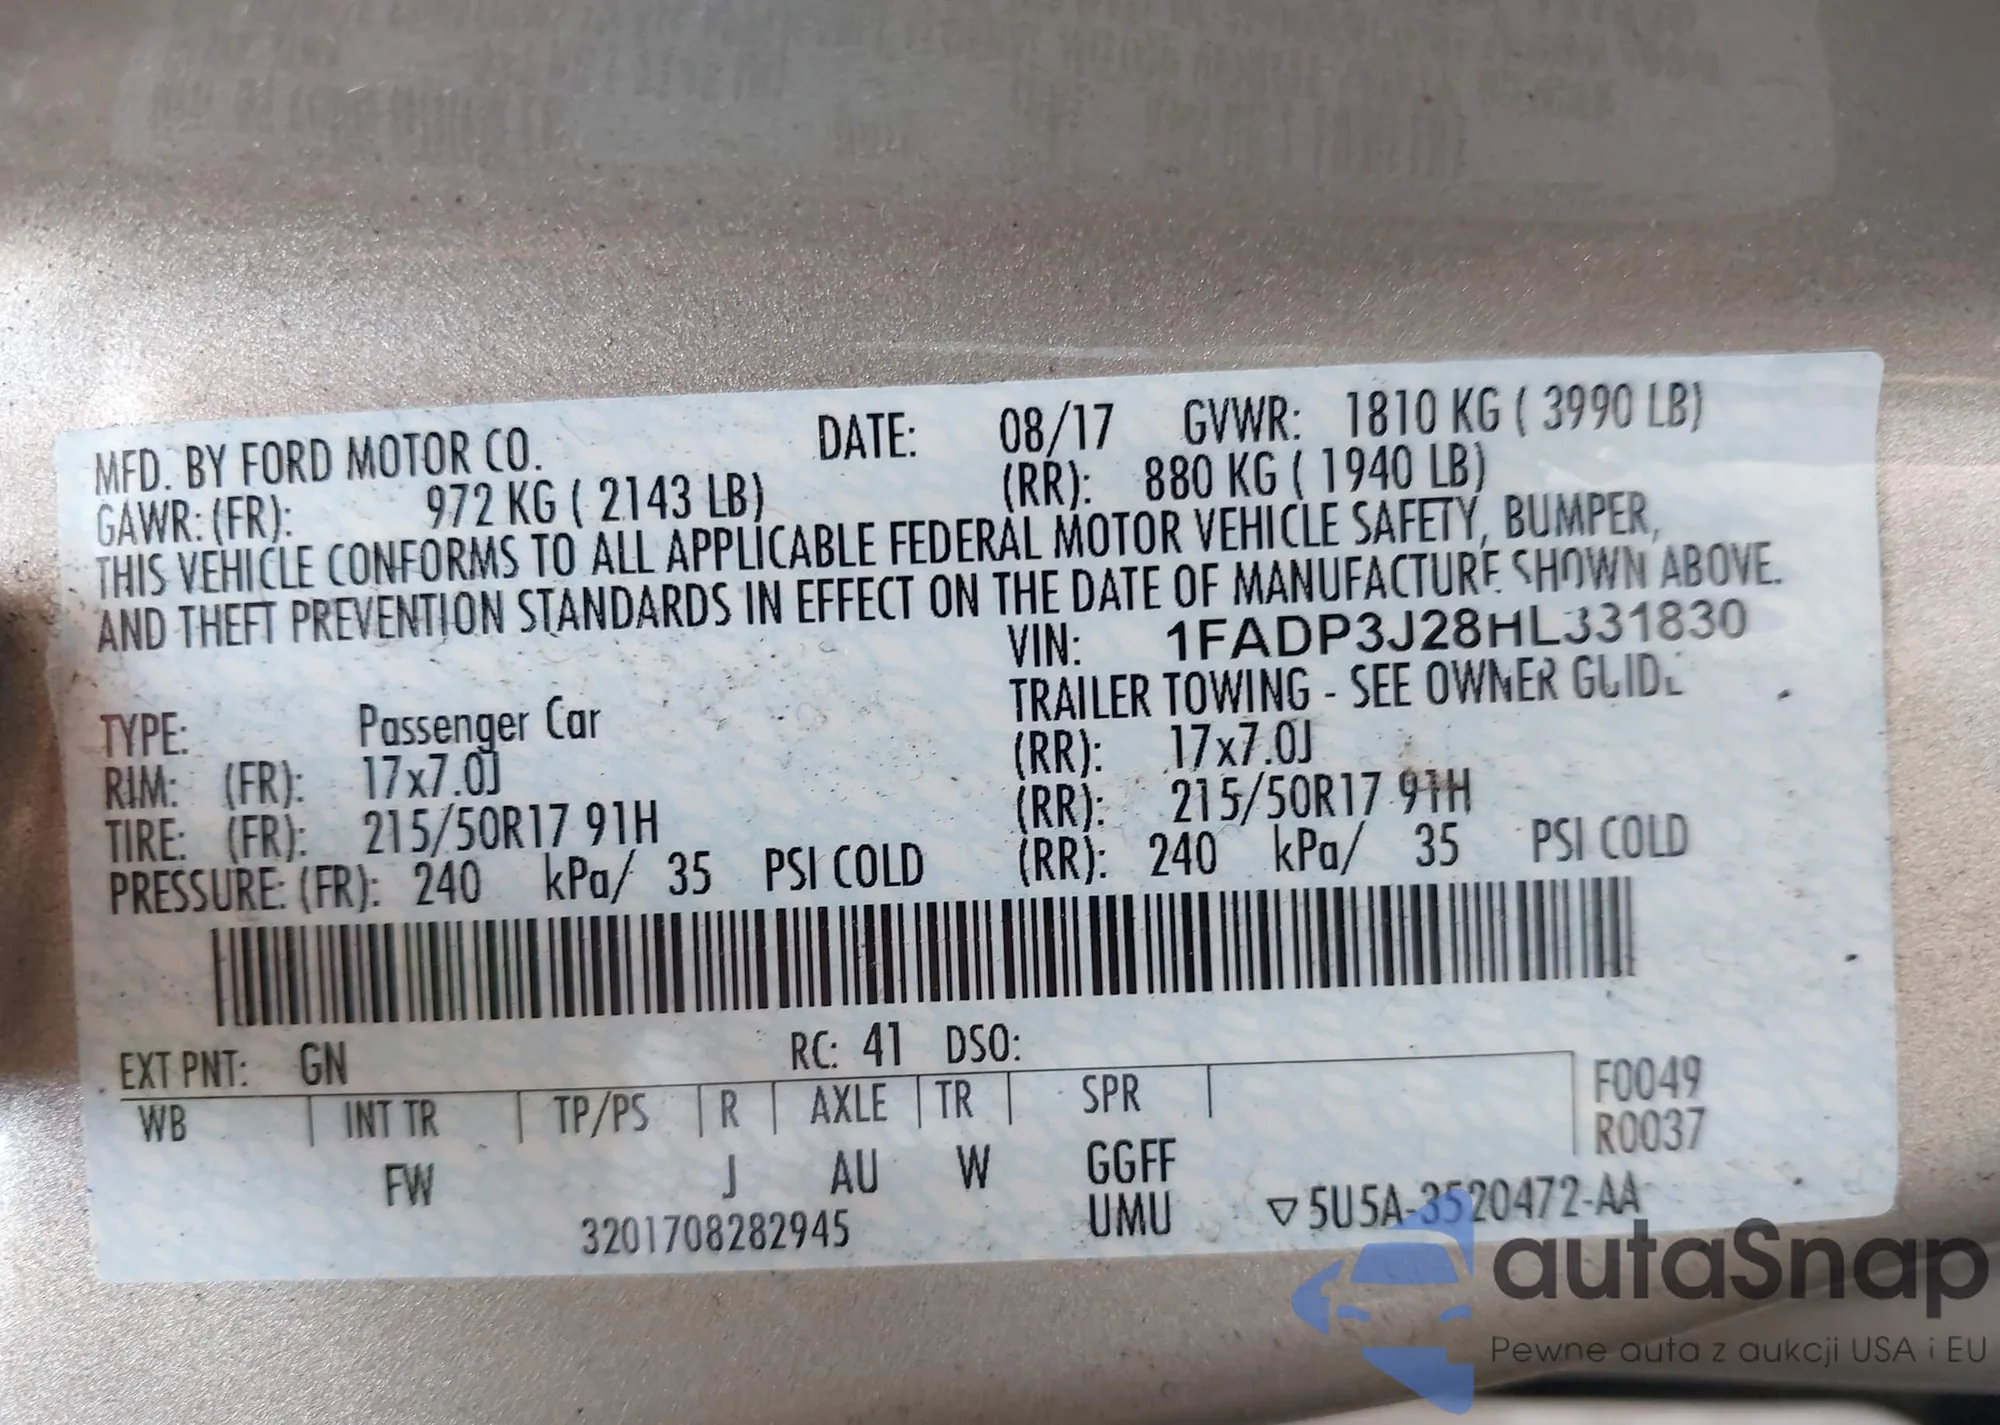 MFD. BY FORD MOTOR CO. DATE: 08/17 GVWR: 1810 KG ( 3990 LB)
GAWR: (FR): 972 KG ( 2143 LB) (RR): 880 KG ( 1940 LB)
THIS VEHICLE CONFORMS TO ALL APPLICABLE FEDERAL MOTOR VEHICLE SAFETY, BUMPER,
AND THEFT PREVENTION STANDARDS IN EFFECT ON THE DATE OF MANUFACTURE SHOWN ABOVE.
VIN: 1FADP3J28HL331830
TRAILER TOWING - SEE OWNER GUIDE
TYPE: Passenger Car
RIM: (FR): 17x7.0J (RR): 17x7.0J
TIRE: (FR): 215/50R17 91H (RR): 215/50R17 91H
PRESSURE: (FR): 240 kPa/ 35 PSI COLD (RR): 240 kPa/ 35 PSI COLD
EXT PNT: GN RC: 41 DSO:
WB INT TR TP/PS R AXLE TR SPR F0049
R0037
FW J AU W GGFF
3201708282945 UMU ▽5U5A-3520472-AA
autaSnap
Pewne auta z aukcji USA i EU